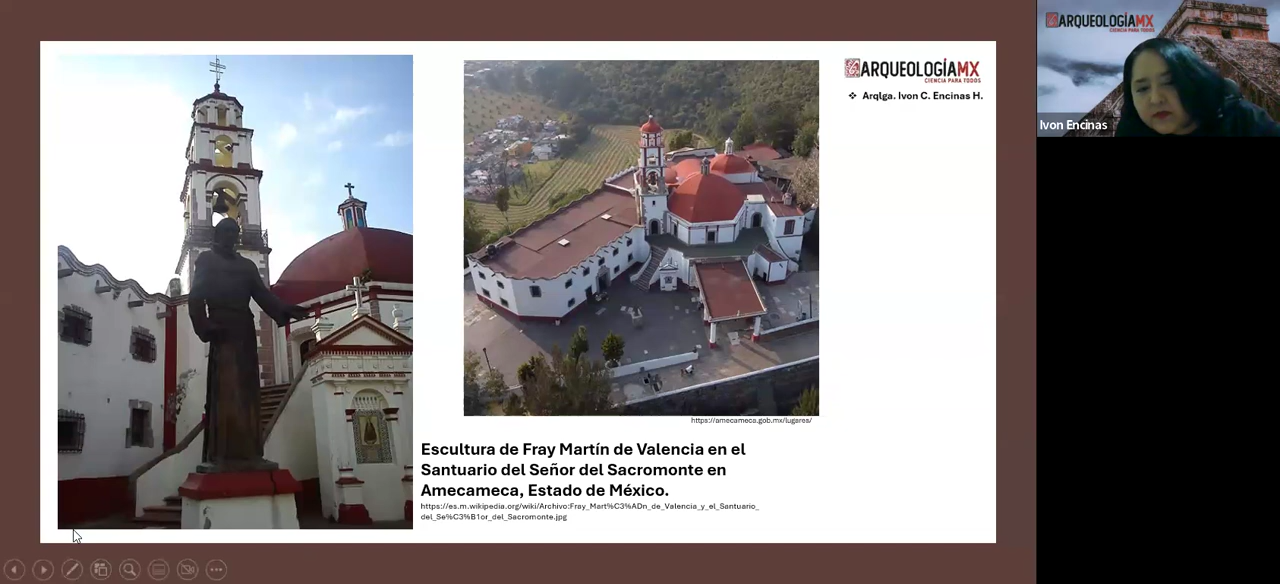 ARQUEOLOGÍAMX
CIENCIA PARA TODOS
❖ Arqlga. Ivon C. Encinas H.
https://amecameca.gob.mx/lugares/
Escultura de Fray Martín de Valencia en el
Santuario del Señor del Sacromonte en
Amecameca, Estado de México.
https://es.m.wikipedia.org/wiki/Archivo:Fray_Mart%C3%ADn_de_Valencia_y_el_Santuario_
del_Se%C3%B1or_del_Sacromonte.jpg
ARQUEOLOGÍAMX
CIENCIA PARA TODOS
Ivon Encinas